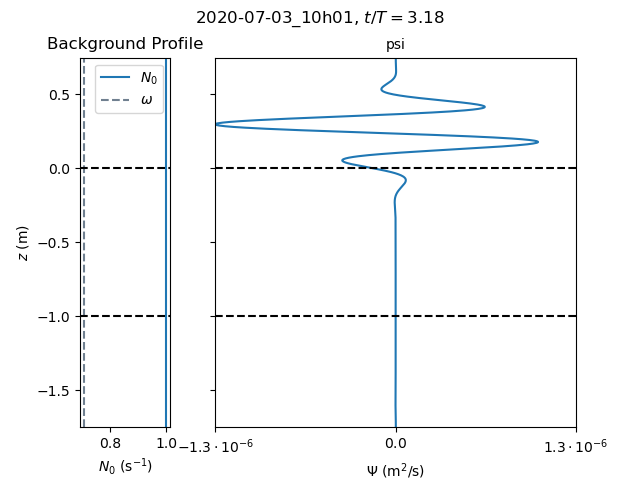 2020-07-03_10h01, t/T = 3.18
Background Profile
psi
N₀
ω
0.5
0.0
−0.5
−1.0
−1.5
z (m)
0.8
1.0
−1.3 · 10⁻⁶
0.0
1.3 · 10⁻⁶
N₀ (s⁻¹)
Ψ (m²/s)